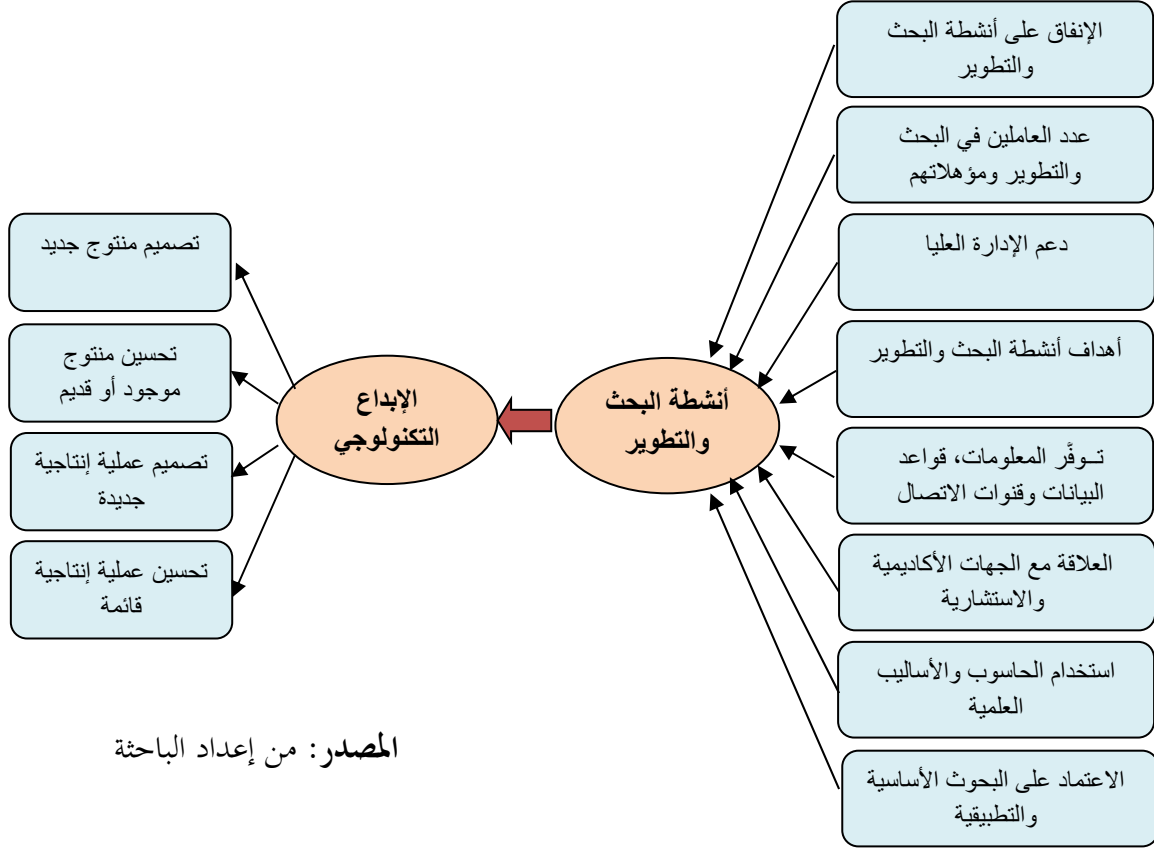 الإنفاق على أنشطة البحث
والتطوير
عدد العاملين في البحث
والتطوير ومؤهلاتهم
دعم الإدارة العليا
أهداف أنشطة البحث والتطوير
تــوفَّر المعلومات، قواعد
البيانات وقنوات الاتصال
العلاقة مع الجهات الأكاديمية
والاستشارية
استخدام الحاسوب والأساليب
العلمية
الاعتماد على البحوث الأساسية
والتطبيقية
أنشطة البحث
والتطوير
الإبداع
التكنولوجي
تصميم منتوج جديد
تحسين منتوج
موجود أو قديم
تصميم عملية إنتاجية
جديدة
تحسين عملية إنتاجية
قائمة
المصدر: من إعداد الباحثة